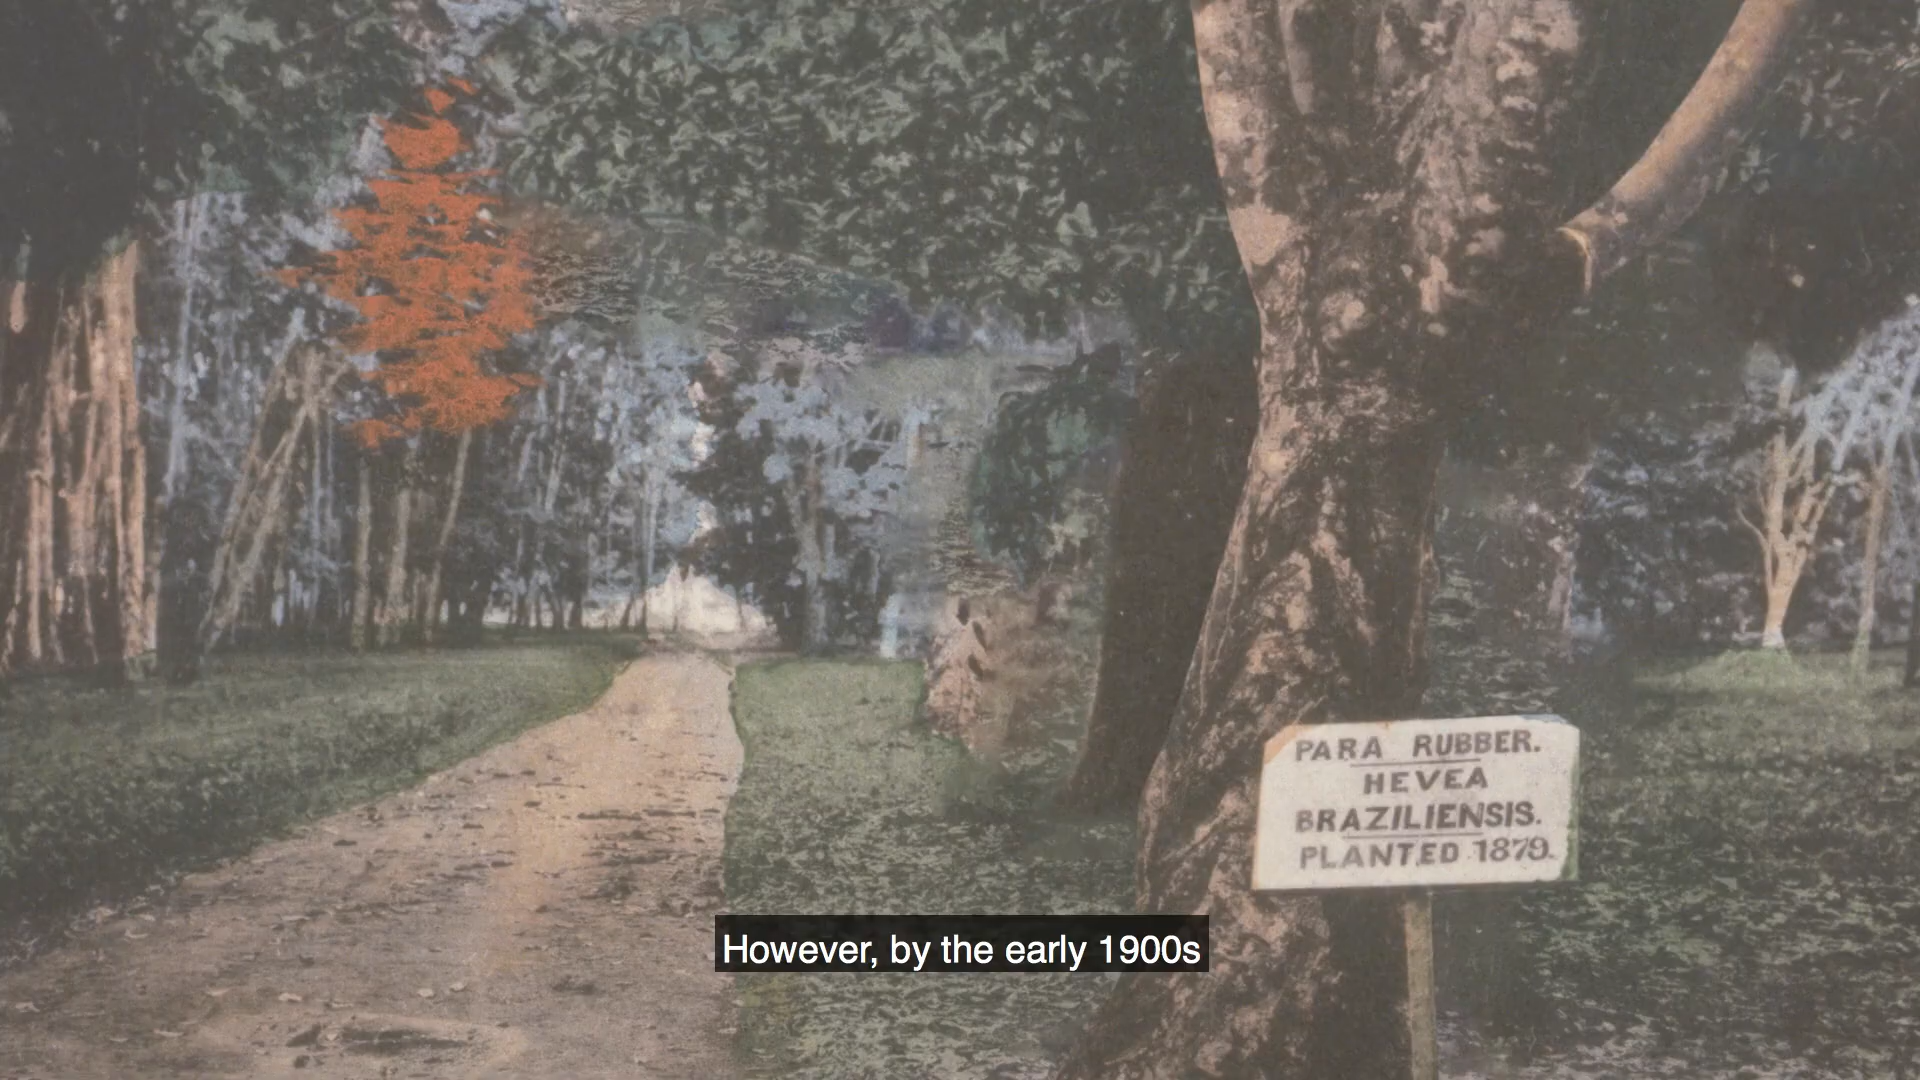 PARA RUBBER.
HEVEA
BRAZILIENSIS.
PLANTED 1879.
However, by the early 1900s